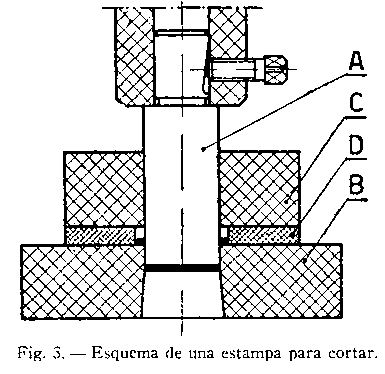 A
C
D
B
Fig. 3. — Esquema de una estampa para cortar.